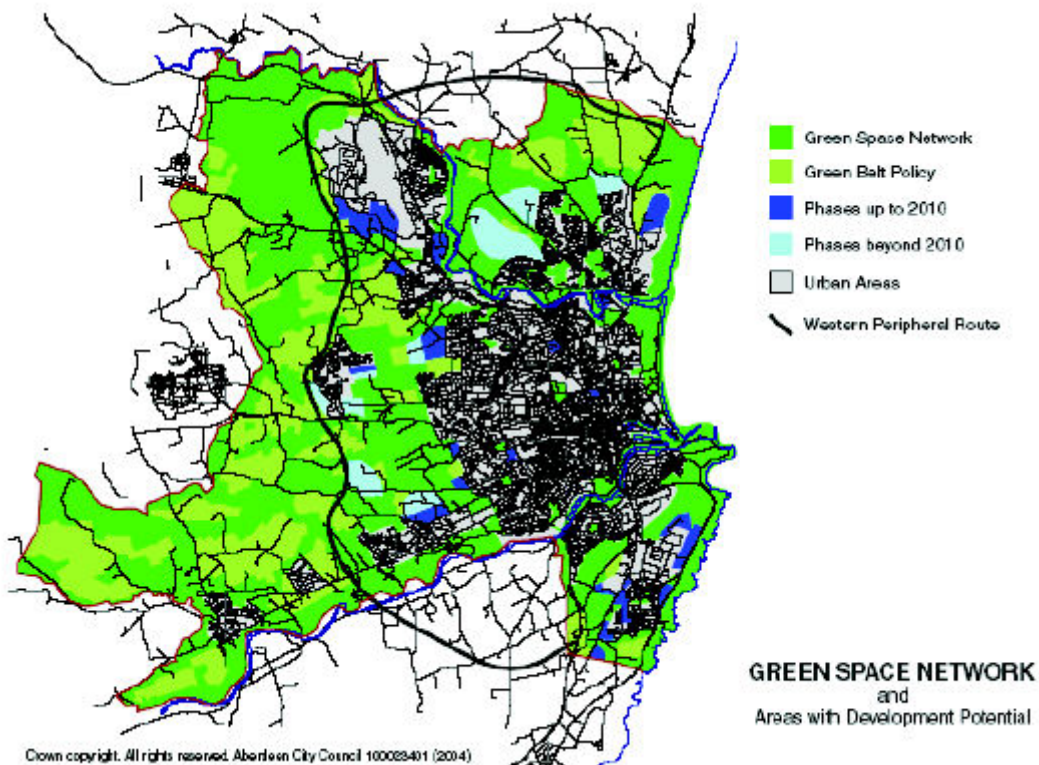 Green Space Network
Green Belt Policy
Phases up to 2010
Phases beyond 2010
Urban Areas
Western Peripheral Route
GREEN SPACE NETWORK
and
Areas with Development Potential
Crown copyright. All rights reserved. Aberdeen City Council 100023401 (2004)